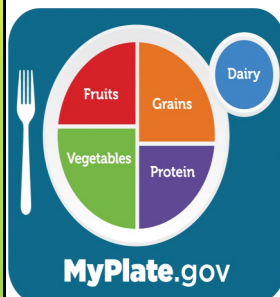 Dairy
Fruits
Grains
Vegetables
Protein
MyPlate.gov